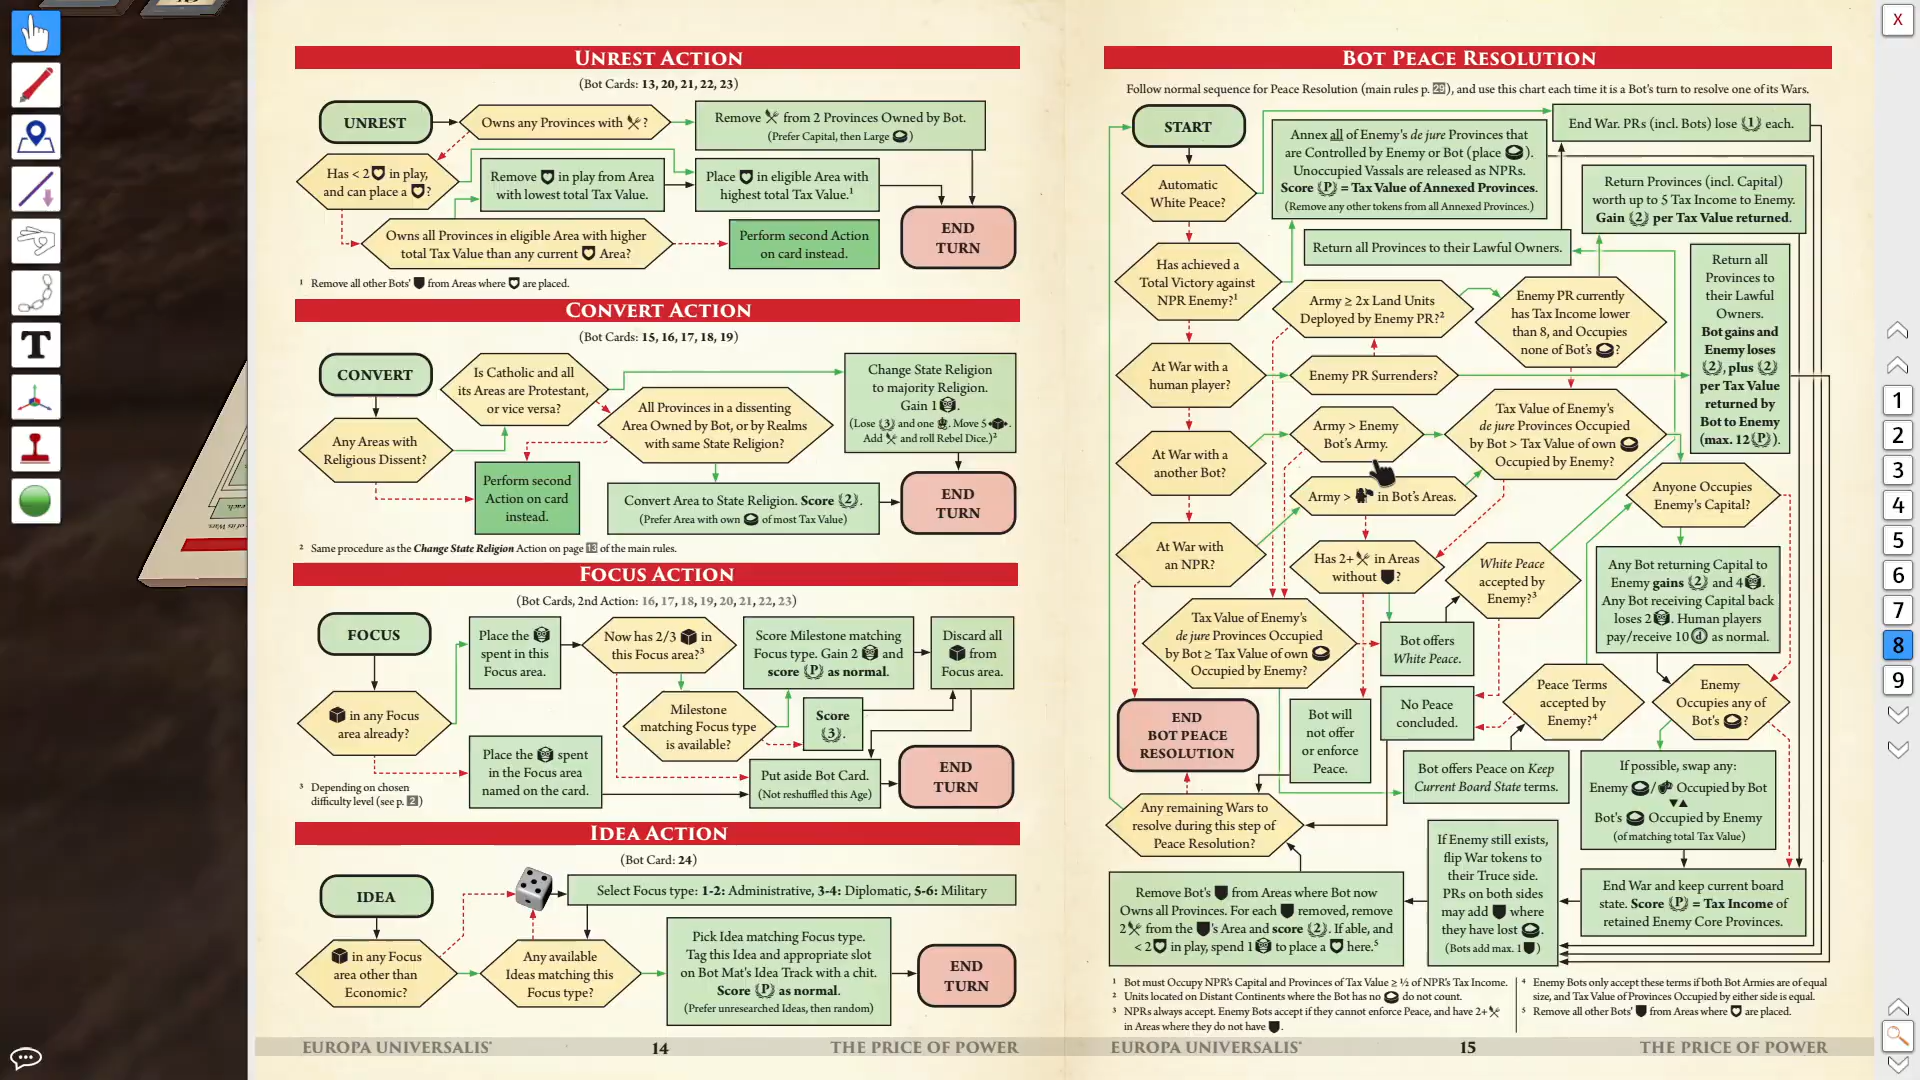 UNREST ACTION
(Bot Cards: 13, 20, 21, 22, 23)
UNREST
Owns any Provinces with ?
Remove from 2 Provinces Owned by Bot.
(Prefer Capital, then Large )
Has < 2 in play,
and can place a ?
Remove in play from Area
with lowest total Tax Value.
Place in eligible Area with
highest total Tax Value.¹
Owns all Provinces in eligible Area with higher
total Tax Value than any current Area?
Perform second Action
on card instead.
END
TURN
¹ Remove all other Bots' from Areas where are placed.
CONVERT ACTION
(Bot Cards: 15, 16, 17, 18, 19)
CONVERT
Is Catholic and all
its Areas are Protestant,
or vice versa?
Change State Religion
to majority Religion.
Gain 1 .
(Lose (3) and one . Move 5 .
Add and roll Rebel Dice.)²
All Provinces in a dissenting
Area Owned by Bot, or by Realms
with same State Religion?
Any Areas with
Religious Dissent?
Perform second
Action on card
instead.
Convert Area to State Religion. Score (2).
(Prefer Area with own of most Tax Value)
END
TURN
² Same procedure as the Change State Religion Action on page 13 of the main rules.
FOCUS ACTION
(Bot Cards, 2nd Action: 16, 17, 18, 19, 20, 21, 22, 23)
FOCUS
Place the
spent in this
Focus area.
Now has 2/3 in
this Focus area?³
Score Milestone matching
Focus type. Gain 2 and
score (P) as normal.
Discard all
from
Focus area.
in any Focus
area already?
Milestone
matching Focus type
is available?
Score
(3).
Place the spent
in the Focus area
named on the card.
Put aside Bot Card.
(Not reshuffled this Age)
END
TURN
³ Depending on chosen
difficulty level (see p. 2)
IDEA ACTION
(Bot Card: 24)
IDEA
Select Focus type: 1-2: Administrative, 3-4: Diplomatic, 5-6: Military
in any Focus
area other than
Economic?
Any available
Ideas matching this
Focus type?
Pick Idea matching Focus type.
Tag this Idea and appropriate slot
on Bot Mat's Idea Track with a chit.
Score (P) as normal.
(Prefer unresearched Ideas, then random)
END
TURN
EUROPA UNIVERSALIS 14 THE PRICE OF POWER
BOT PEACE RESOLUTION
Follow normal sequence for Peace Resolution (main rules p. ), and use this chart each time it is a Bot's turn to resolve one of its Wars.
START
Annex all of Enemy's de jure Provinces that
are Controlled by Enemy or Bot (place ).
Unoccupied Vassals are released as NPRs.
Score (P) = Tax Value of Annexed Provinces.
(Remove any other tokens from all Annexed Provinces.)
End War. PRs (incl. Bots) lose (1) each.
Automatic
White Peace?
Return Provinces (incl. Capital)
worth up to 5 Tax Income to Enemy.
Gain (2) per Tax Value returned.
Return all Provinces to their Lawful Owners.
Has achieved a
Total Victory against
NPR Enemy?¹
Army ≥ 2x Land Units
Deployed by Enemy PR?²
Enemy PR currently
has Tax Income lower
than 8, and Occupies
none of Bot's ?
Return all
Provinces to
their Lawful
Owners.
Bot gains and
Enemy loses
(2), plus (2)
per Tax Value
returned by
Bot to Enemy
(max. 12(P)).
At War with a
human player?
Enemy PR Surrenders?
At War with a
another Bot?
Army > Enemy
Bot's Army.
Tax Value of Enemy's
de jure Provinces Occupied
by Bot > Tax Value of own
Occupied by Enemy?
Army > in Bot's Areas.
Anyone Occupies
Enemy's Capital?
At War with
an NPR?
Has 2+ in Areas
without ?
White Peace
accepted by
Enemy?³
Any Bot returning Capital to
Enemy gains (2) and 4 .
Any Bot receiving Capital back
loses 2 . Human players
pay/receive 10 (d) as normal.
Tax Value of Enemy's
de jure Provinces Occupied
by Bot ≥ Tax Value of own
Occupied by Enemy?
Bot offers
White Peace.
END
BOT PEACE
RESOLUTION
Bot will
not offer
or enforce
Peace.
No Peace
concluded.
Peace Terms
accepted by
Enemy?⁴
Enemy
Occupies any of
Bot's ?
Bot offers Peace on Keep
Current Board State terms.
If possible, swap any:
Enemy / Occupied by Bot
▼▲
Bot's Occupied by Enemy
(of matching total Tax Value)
Any remaining Wars to
resolve during this step of
Peace Resolution?
If Enemy still exists,
flip War tokens to
their Truce side.
PRs on both sides
may add where
they have lost .
(Bots add max. 1 )
Remove Bot's from Areas where Bot now
Owns all Provinces. For each removed, remove
2 from the 's Area and score (2). If able, and
< 2 in play, spend 1 to place a here.⁵
End War and keep current board
state. Score (P) = Tax Income of
retained Enemy Core Provinces.
¹ Bot must Occupy NPR's Capital and Provinces of Tax Value ≥ ½ of NPR's Tax Income.
² Units located on Distant Continents where the Bot has no do not count.
³ NPRs always accept. Enemy Bots accept if they cannot enforce Peace, and have 2+
in Areas where they do not have .
⁴ Enemy Bots only accept these terms if both Bot Armies are of equal
size, and Tax Value of Provinces Occupied by either side is equal.
⁵ Remove all other Bots' from Areas where are placed.
EUROPA UNIVERSALIS 15 THE PRICE OF POWER
T
X
1
2
3
4
5
6
7
8
9